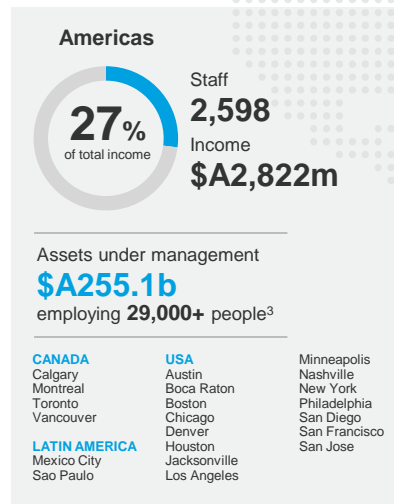 Americas
27%
of total income
Staff
2,598
Income
$A2,822m
Assets under management
$A255.1b
employing 29,000+ people³
CANADA
Calgary
Montreal
Toronto
Vancouver
LATIN AMERICA
Mexico City
Sao Paulo
USA
Austin
Boca Raton
Boston
Chicago
Denver
Houston
Jacksonville
Los Angeles
Minneapolis
Nashville
New York
Philadelphia
San Diego
San Francisco
San Jose